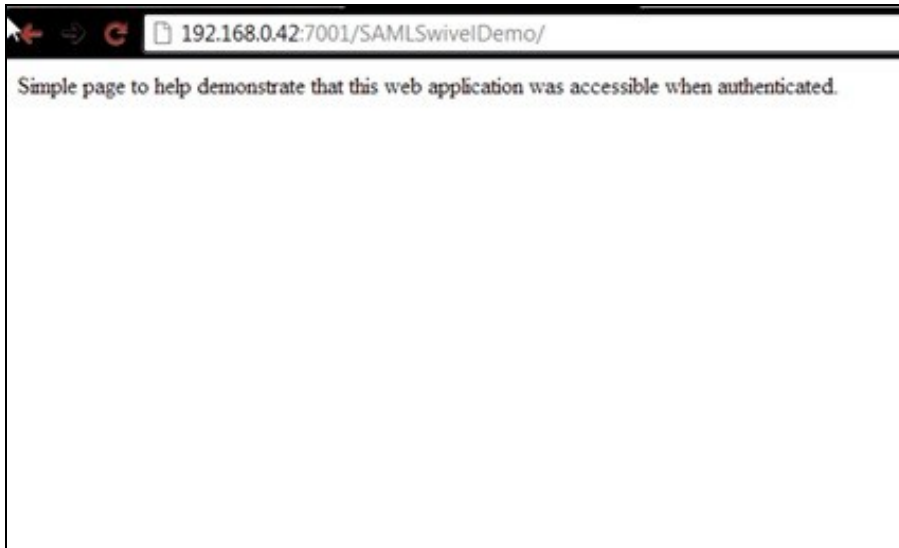 192.168.0.42:7001/SAMLSwivelDemo/
Simple page to help demonstrate that this web application was accessible when authenticated.